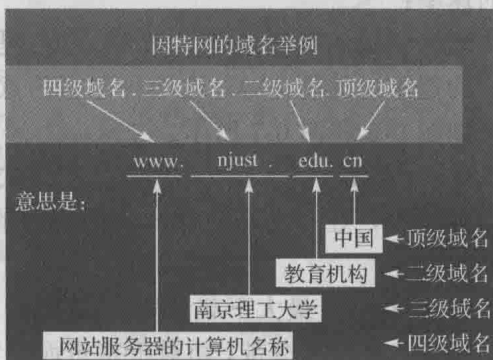 因特网的域名举例
四级域名.三级域名.二级域名.顶级域名
www. njust. edu. cn
意思是:
中国 顶级域名
教育机构 二级域名
南京理工大学 三级域名
网站服务器的计算机名称 四级域名